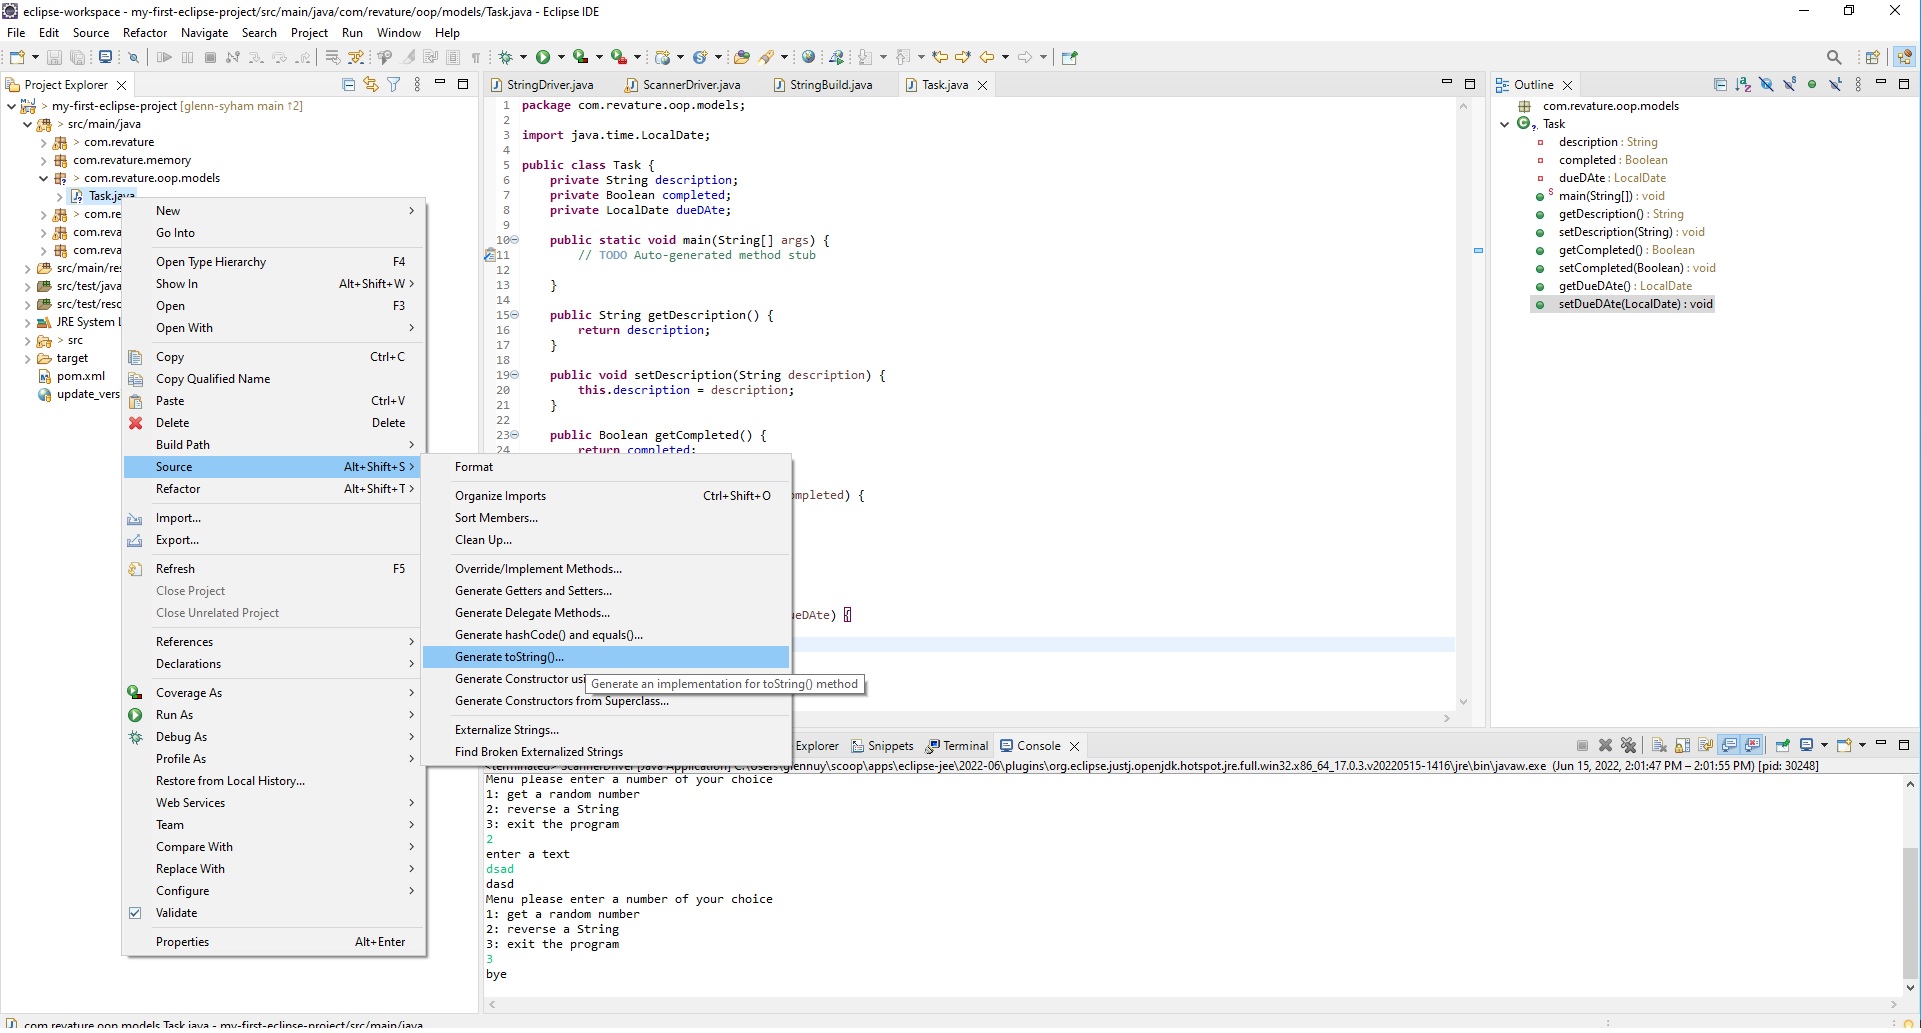 eclipse-workspace - my-first-eclipse-project/src/main/java/com/revature/oop/models/Task.java - Eclipse IDE
File Edit Source Refactor Navigate Search Project Run Window Help
Project Explorer
my-first-eclipse-project [glenn-syham main ↑2]
> src/main/java
> com.revature
com.revature.memory
> com.revature.oop.models
Task.java
> com.re
com.reva
com.reva
src/main/res
src/test/java
src/test/resc
JRE System L
> src
target
pom.xml
update_vers
New
Go Into
Open Type Hierarchy F4
Show In Alt+Shift+W >
Open F3
Open With
Copy Ctrl+C
Copy Qualified Name
Paste Ctrl+V
Delete Delete
Build Path
Source Alt+Shift+S >
Refactor Alt+Shift+T >
Import...
Export...
Refresh F5
Close Project
Close Unrelated Project
References
Declarations
Coverage As
Run As
Debug As
Profile As
Restore from Local History...
Web Services
Team
Compare With
Replace With
Configure
Validate
Properties Alt+Enter
Format
Organize Imports Ctrl+Shift+O
Sort Members...
Clean Up...
Override/Implement Methods...
Generate Getters and Setters...
Generate Delegate Methods...
Generate hashCode() and equals()...
Generate toString()...
Generate Constructor usi
Generate an implementation for toString() method
Generate Constructors from Superclass...
Externalize Strings...
Find Broken Externalized Strings
StringDriver.java ScannerDriver.java StringBuild.java Task.java
1 package com.revature.oop.models;
2
3 import java.time.LocalDate;
4
5 public class Task {
6 private String description;
7 private Boolean completed;
8 private LocalDate dueDAte;
9
10 public static void main(String[] args) {
11 // TODO Auto-generated method stub
12
13 }
14
15 public String getDescription() {
16 return description;
17 }
18
19 public void setDescription(String description) {
20 this.description = description;
21 }
22
23 public Boolean getCompleted() {
24 return completed;
ompleted) {
ueDAte) {
Outline
com.revature.oop.models
Task
description : String
completed : Boolean
dueDAte : LocalDate
main(String[]) : void
getDescription() : String
setDescription(String) : void
getCompleted() : Boolean
setCompleted(Boolean) : void
getDueDAte() : LocalDate
setDueDAte(LocalDate) : void
Explorer Snippets Terminal Console
<terminated> ScannerDriver [Java Application] C:\Users\glennuy\scoop\apps\eclipse-jee\2022-06\plugins\org.eclipse.justj.openjdk.hotspot.jre.full.win32.x86_64_17.0.3.v20220515-1416\jre\bin\javaw.exe (Jun 15, 2022, 2:01:47 PM – 2:01:55 PM) [pid: 30248]
Menu please enter a number of your choice
1: get a random number
2: reverse a String
3: exit the program
2
enter a text
dsad
dasd
Menu please enter a number of your choice
1: get a random number
2: reverse a String
3: exit the program
3
bye
com.revature.oop.models.Task.java - my-first-eclipse-project/src/main/java